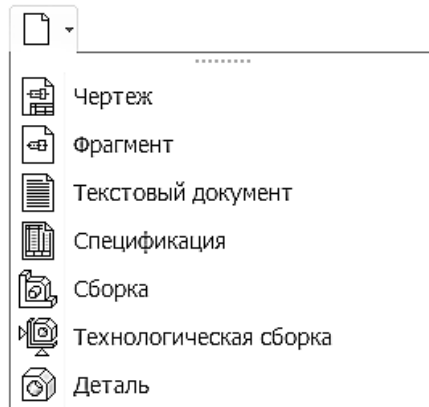 Чертеж
Фрагмент
Текстовый документ
Спецификация
Сборка
Технологическая сборка
Деталь